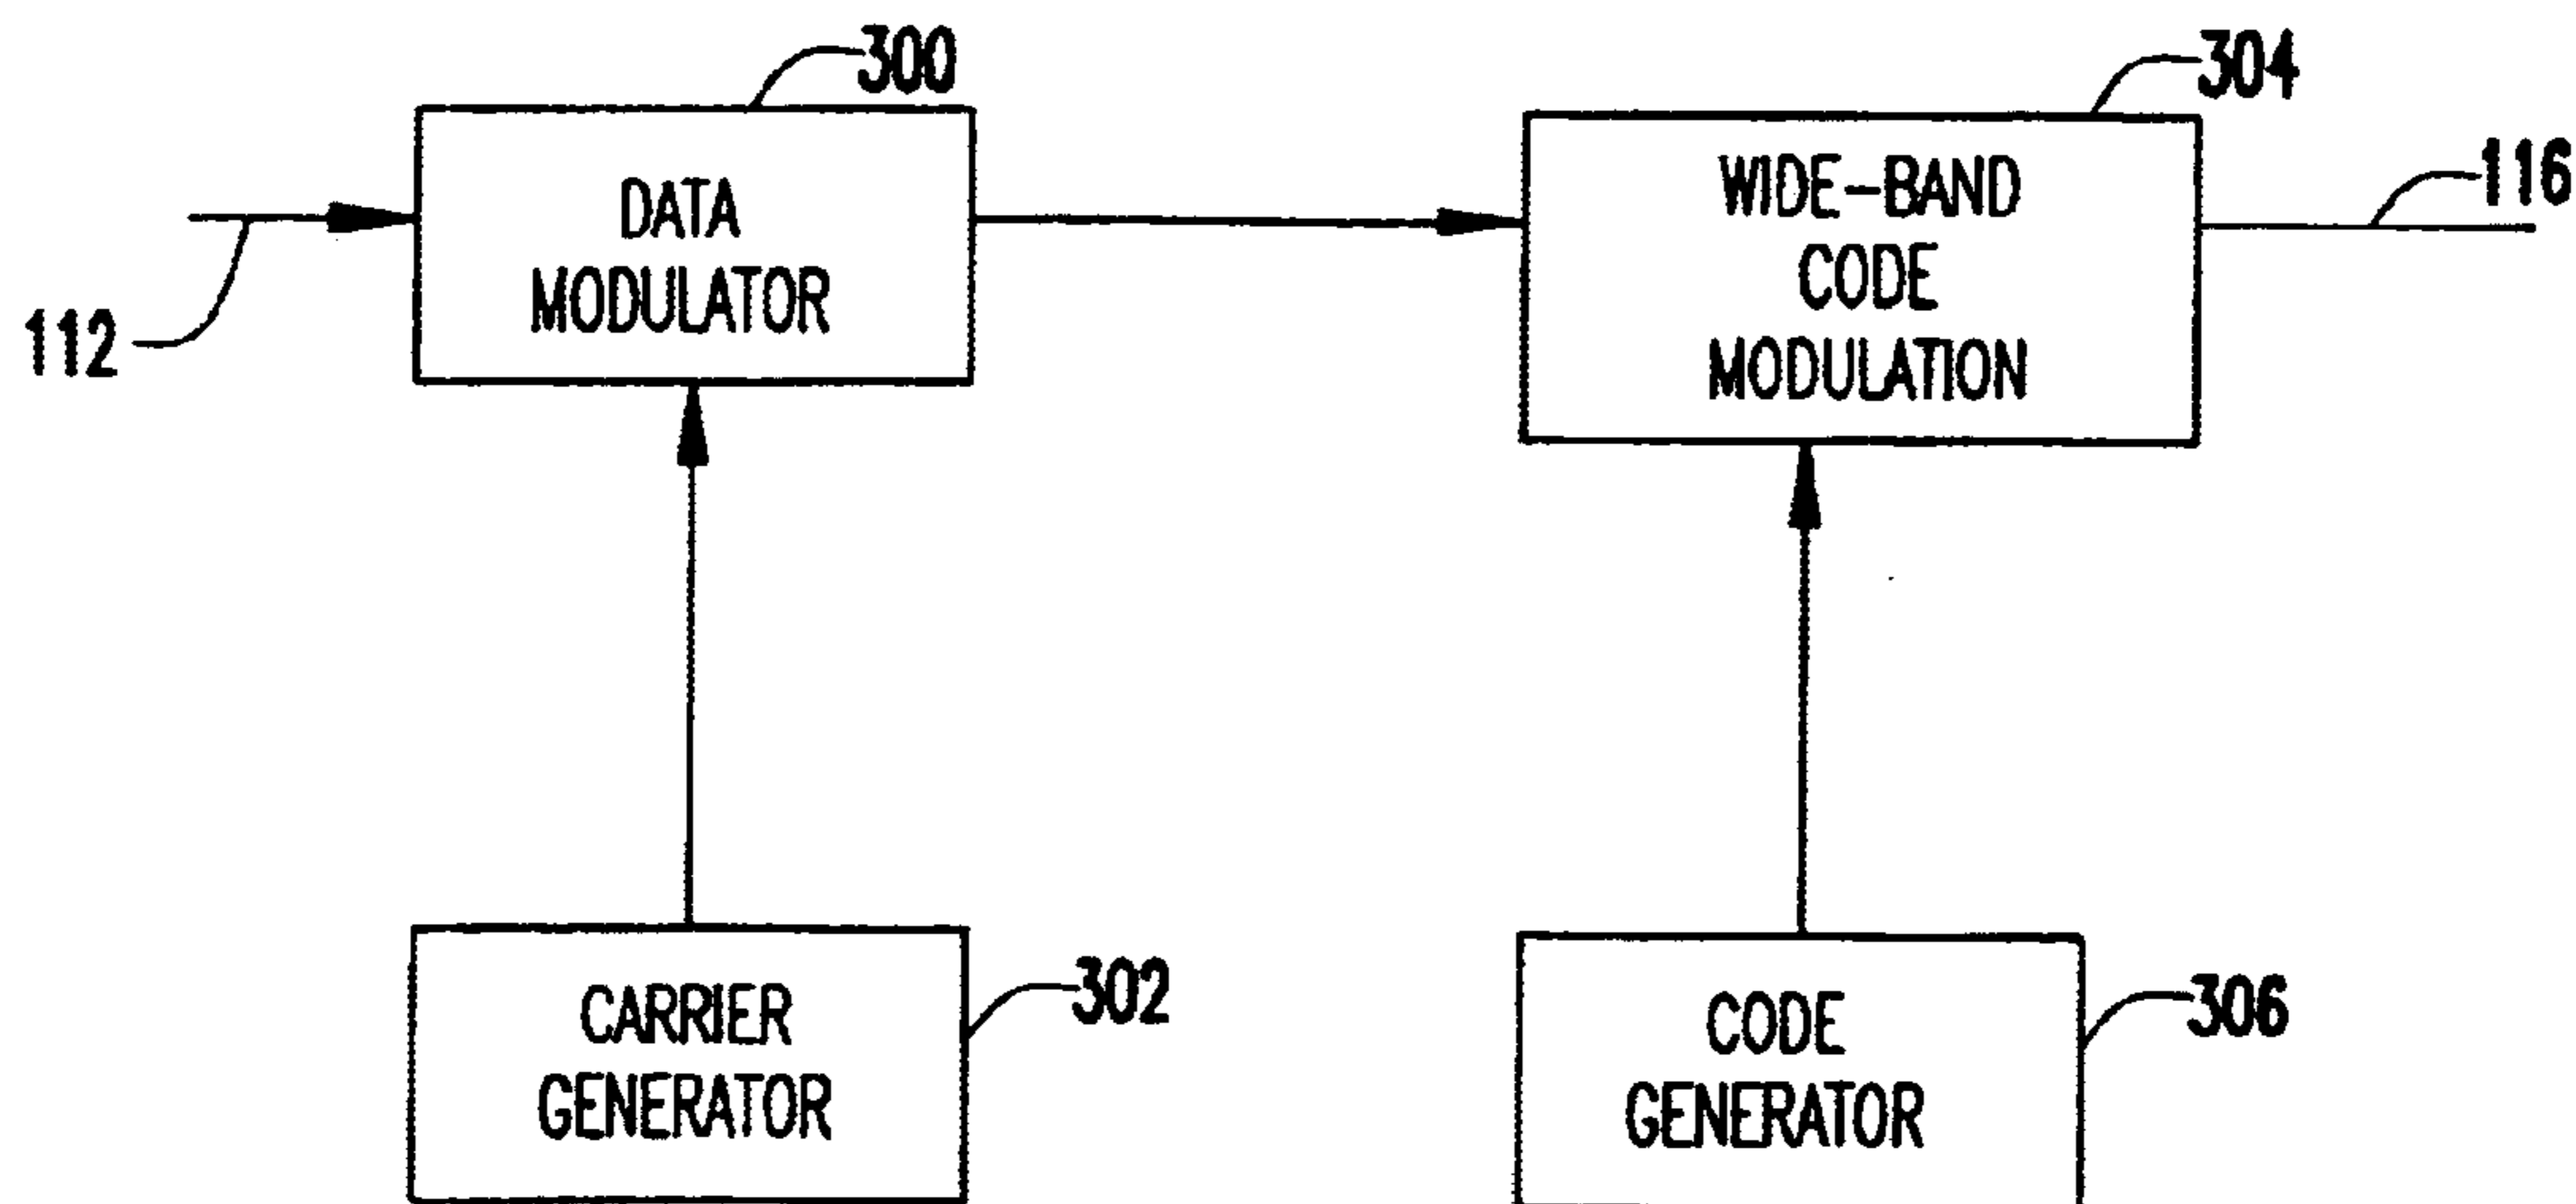 300
304
116
DATA
MODULATOR
WIDE-BAND
CODE
MODULATION
112
302
306
CARRIER
GENERATOR
CODE
GENERATOR